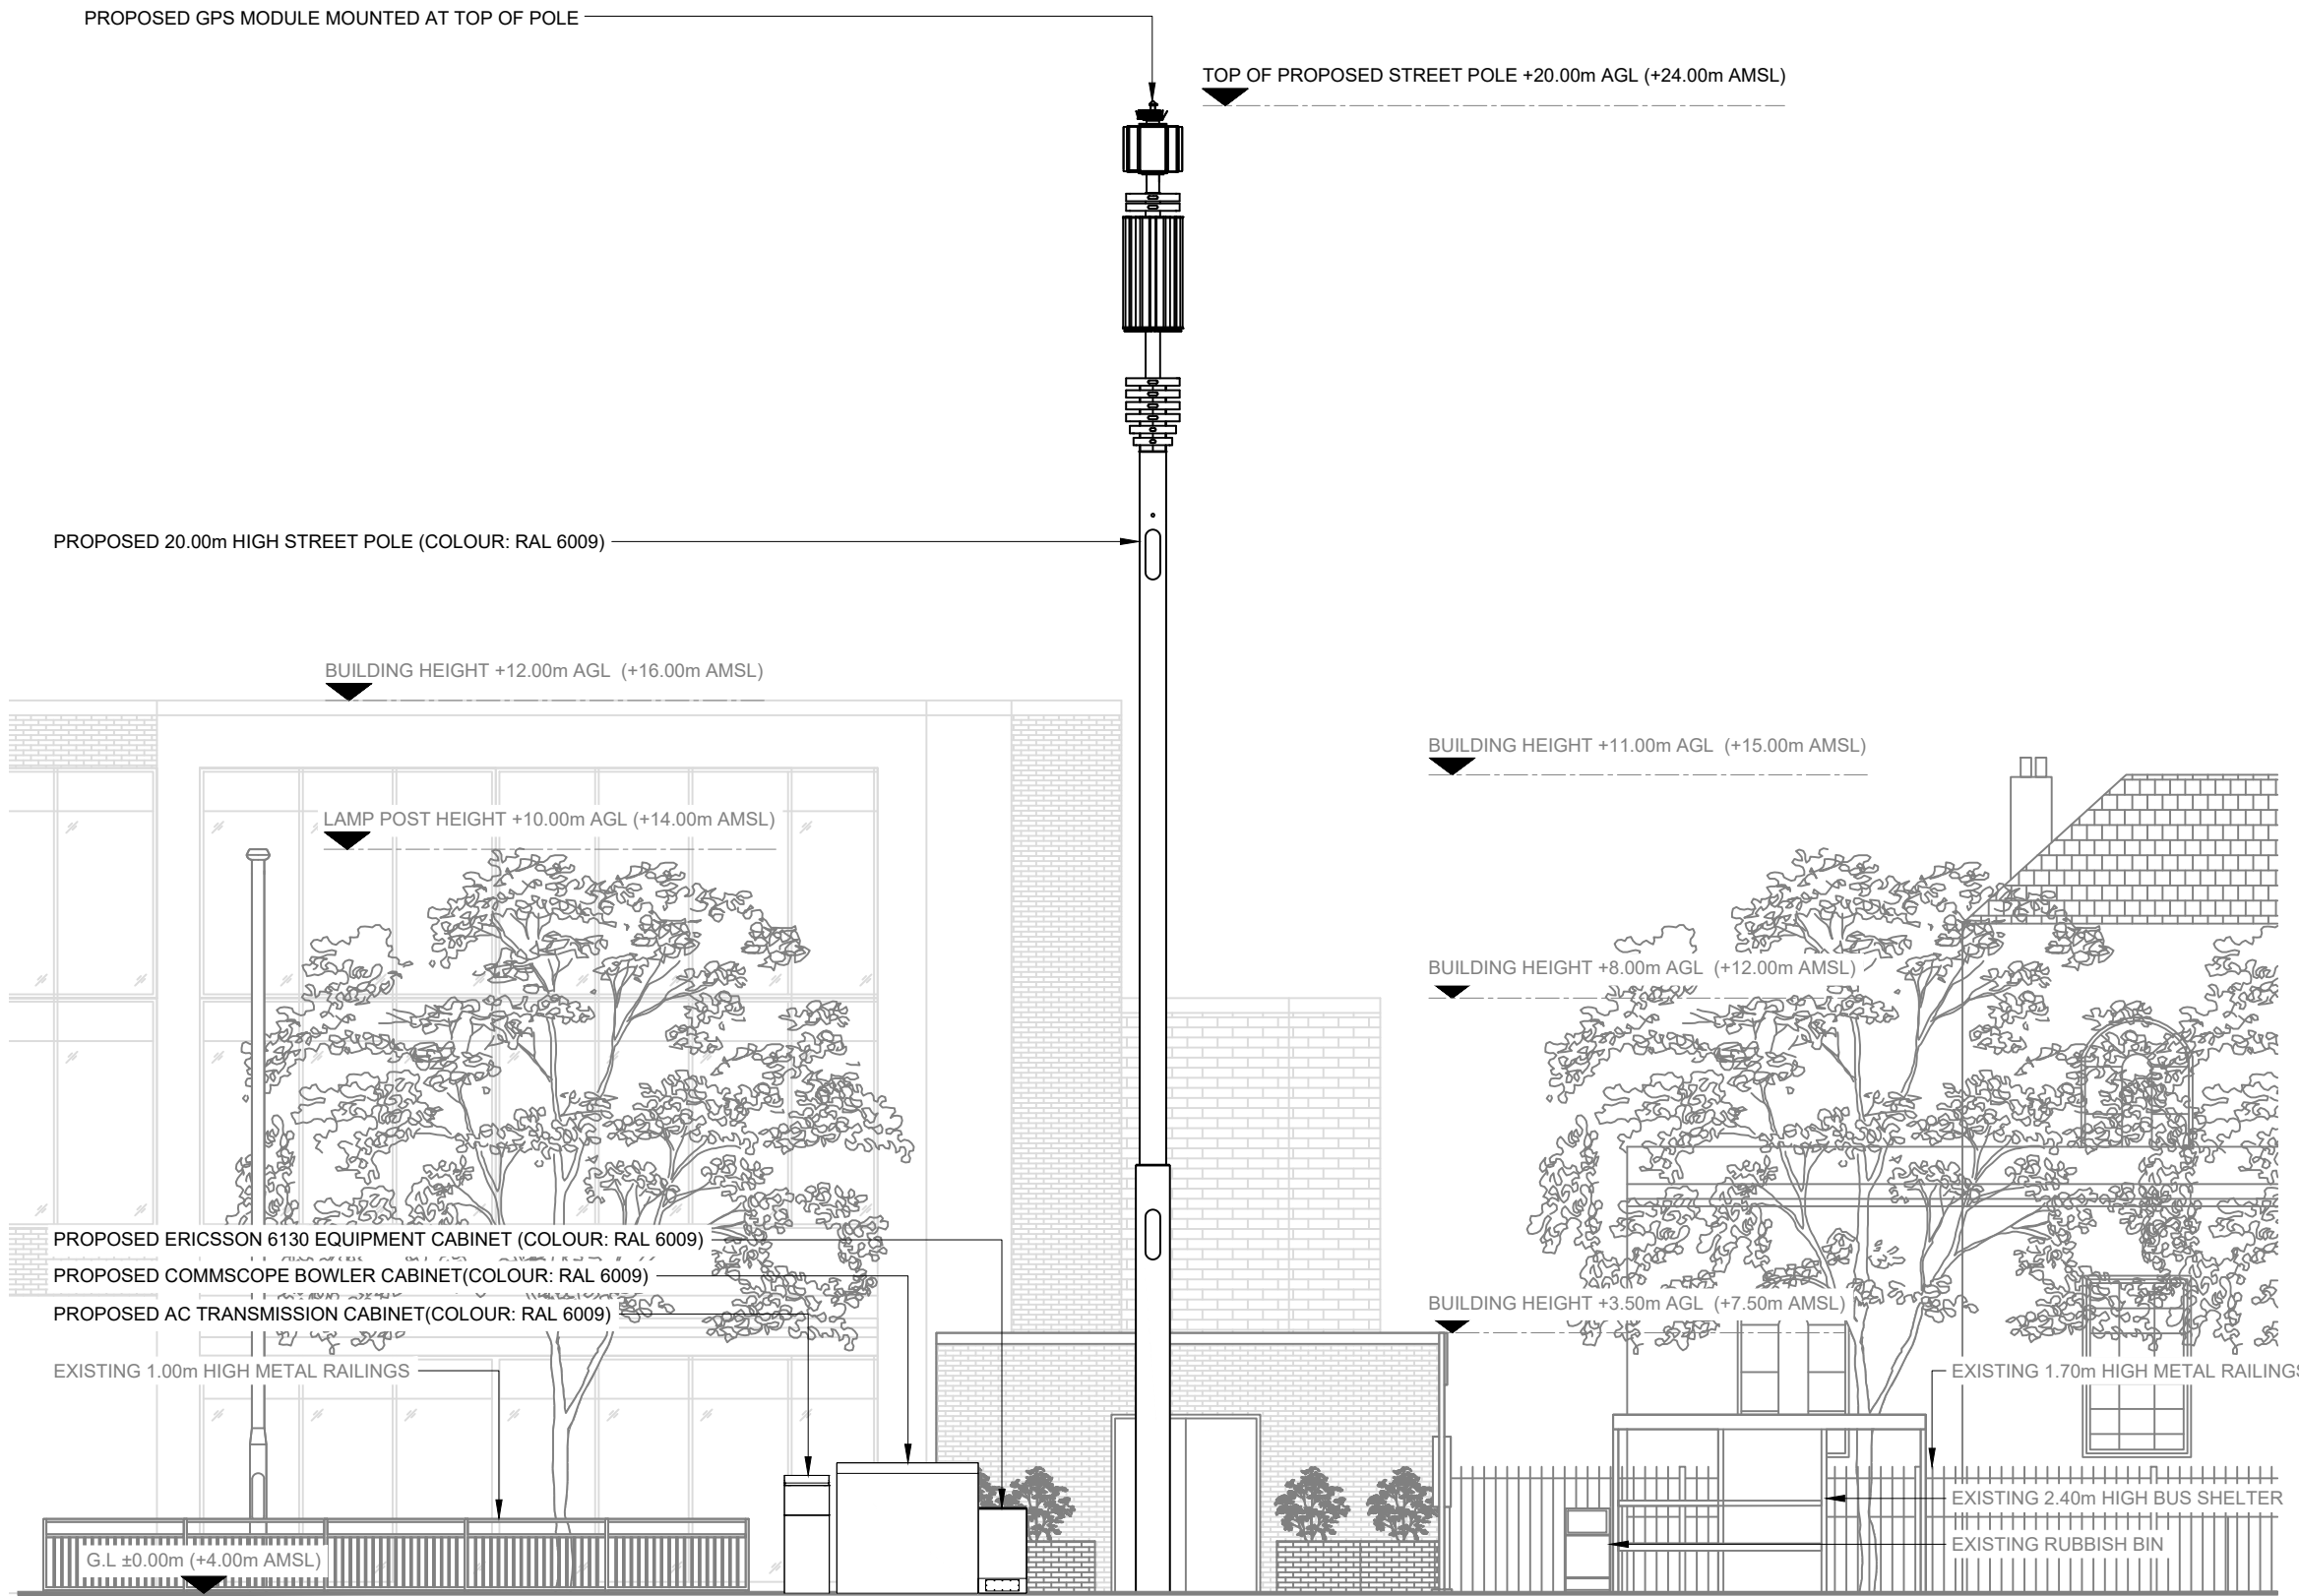 PROPOSED GPS MODULE MOUNTED AT TOP OF POLE
TOP OF PROPOSED STREET POLE +20.00m AGL (+24.00m AMSL)
PROPOSED 20.00m HIGH STREET POLE (COLOUR: RAL 6009)
BUILDING HEIGHT +12.00m AGL (+16.00m AMSL)
BUILDING HEIGHT +11.00m AGL (+15.00m AMSL)
LAMP POST HEIGHT +10.00m AGL (+14.00m AMSL)
BUILDING HEIGHT +8.00m AGL (+12.00m AMSL)
PROPOSED ERICSSON 6130 EQUIPMENT CABINET (COLOUR: RAL 6009)
PROPOSED COMMSCOPE BOWLER CABINET(COLOUR: RAL 6009)
PROPOSED AC TRANSMISSION CABINET(COLOUR: RAL 6009)
BUILDING HEIGHT +3.50m AGL (+7.50m AMSL)
EXISTING 1.00m HIGH METAL RAILINGS
EXISTING 1.70m HIGH METAL RAILINGS
EXISTING 2.40m HIGH BUS SHELTER
EXISTING RUBBISH BIN
G.L ±0.00m (+4.00m AMSL)